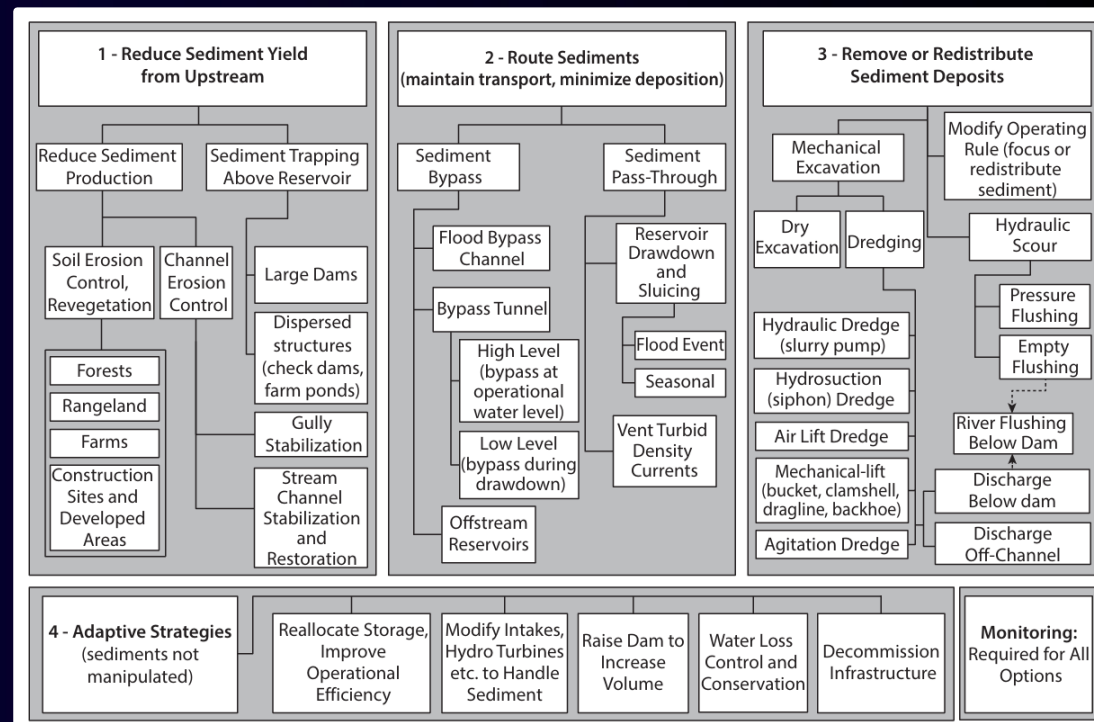 1 - Reduce Sediment Yield
from Upstream
Reduce Sediment
Production
Sediment Trapping
Above Reservoir
Soil Erosion
Control,
Revegetation
Channel
Erosion
Control
Large Dams
Dispersed
structures
(check dams,
farm ponds)
Forests
Rangeland
Farms
Construction
Sites and
Developed
Areas
Gully
Stabilization
Stream
Channel
Stabilization
and
Restoration
2 - Route Sediments
(maintain transport, minimize deposition)
Sediment
Bypass
Sediment
Pass-Through
Flood Bypass
Channel
Bypass Tunnel
High Level
(bypass at
operational
water level)
Low Level
(bypass during
drawdown)
Offstream
Reservoirs
Reservoir
Drawdown
and
Sluicing
Flood Event
Seasonal
Vent Turbid
Density
Currents
3 - Remove or Redistribute
Sediment Deposits
Mechanical
Excavation
Modify Operating
Rule (focus or
redistribute
sediment)
Dry
Excavation
Dredging
Hydraulic
Scour
Pressure
Flushing
Empty
Flushing
Hydraulic Dredge
(slurry pump)
Hydrosuction
(siphon) Dredge
Air Lift Dredge
Mechanical-lift
(bucket, clamshell,
dragline, backhoe)
Agitation Dredge
River Flushing
Below Dam
Discharge
Below dam
Discharge
Off-Channel
4 - Adaptive Strategies
(sediments not
manipulated)
Reallocate Storage,
Improve
Operational
Efficiency
Modify Intakes,
Hydro Turbines
etc. to Handle
Sediment
Raise Dam to
Increase
Volume
Water Loss
Control and
Conservation
Decommission
Infrastructure
Monitoring:
Required for All
Options